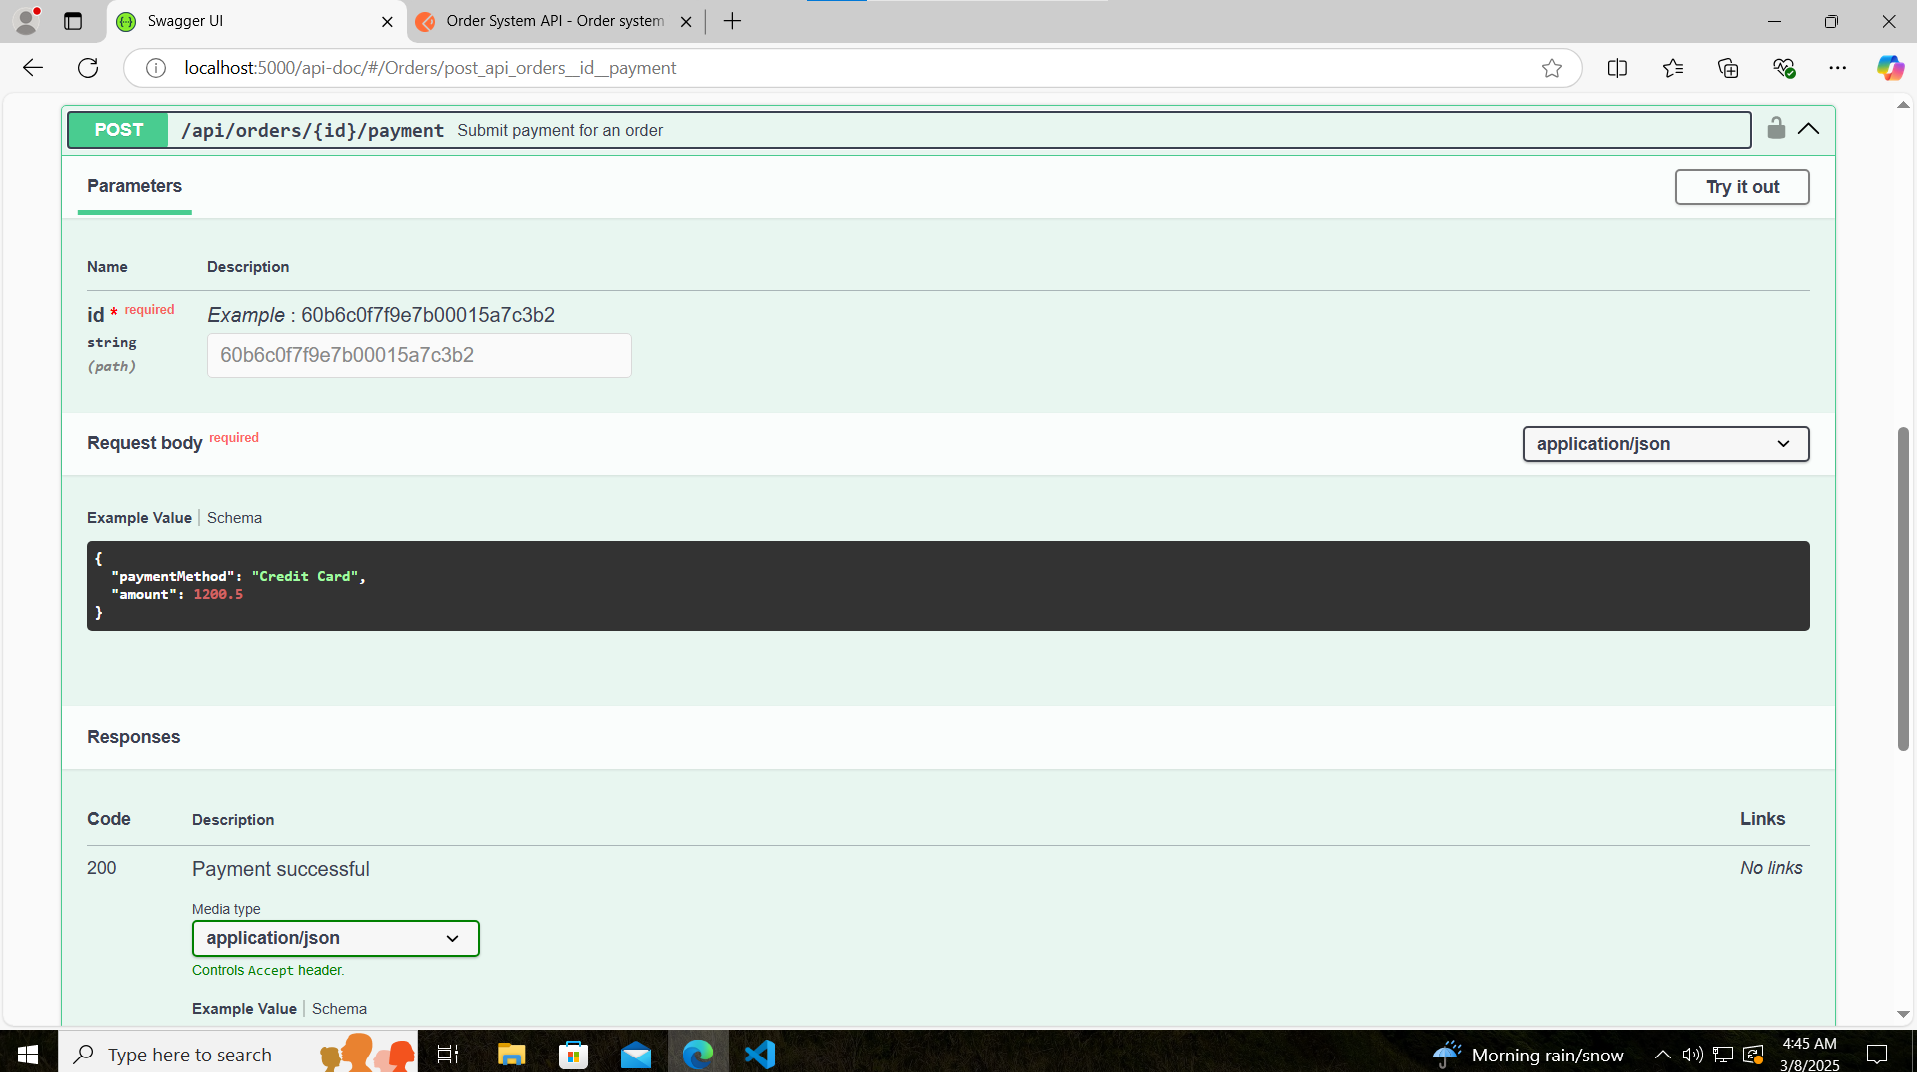 Swagger UI
Order System API - Order system
localhost:5000/api-doc/#/Orders/post_api_orders__id__payment
POST /api/orders/{id}/payment Submit payment for an order
Parameters
Try it out
Name Description
id * required
string
(path)
Example : 60b6c0f7f9e7b00015a7c3b2
60b6c0f7f9e7b00015a7c3b2
Request body required
application/json
Example Value Schema
{
"paymentMethod": "Credit Card",
"amount": 1200.5
}
Responses
Code Description Links
200 Payment successful No links
Media type
application/json
Controls Accept header.
Example Value Schema
Type here to search
Morning rain/snow
4:45 AM
3/8/2025